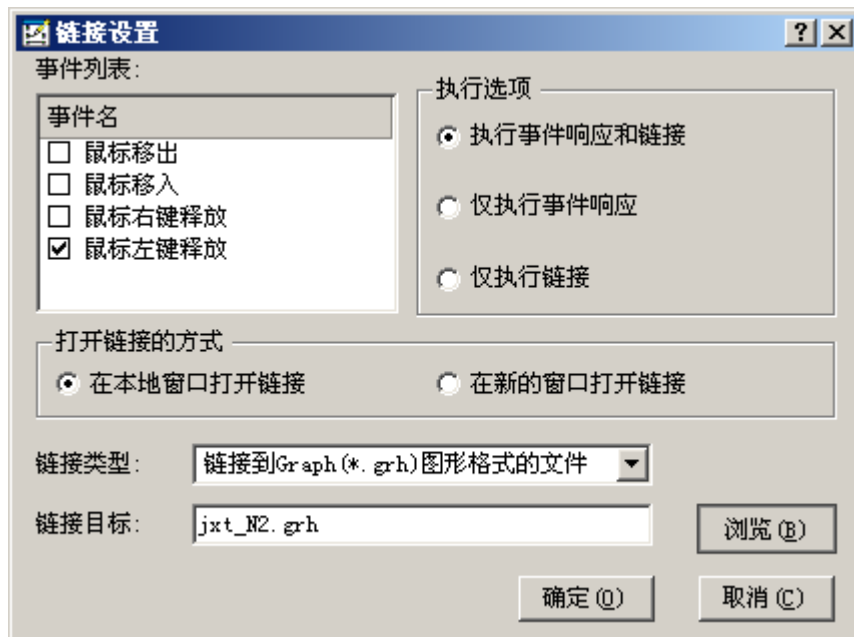 链接设置
事件列表:
事件名
鼠标移出
鼠标移入
鼠标右键释放
鼠标左键释放
执行选项
执行事件响应和链接
仅执行事件响应
仅执行链接
打开链接的方式
在本地窗口打开链接
在新的窗口打开链接
链接类型: 链接到Graph(*.grh)图形格式的文件
链接目标: jxt_N2.grh 浏览(B)
确定(O) 取消(C)